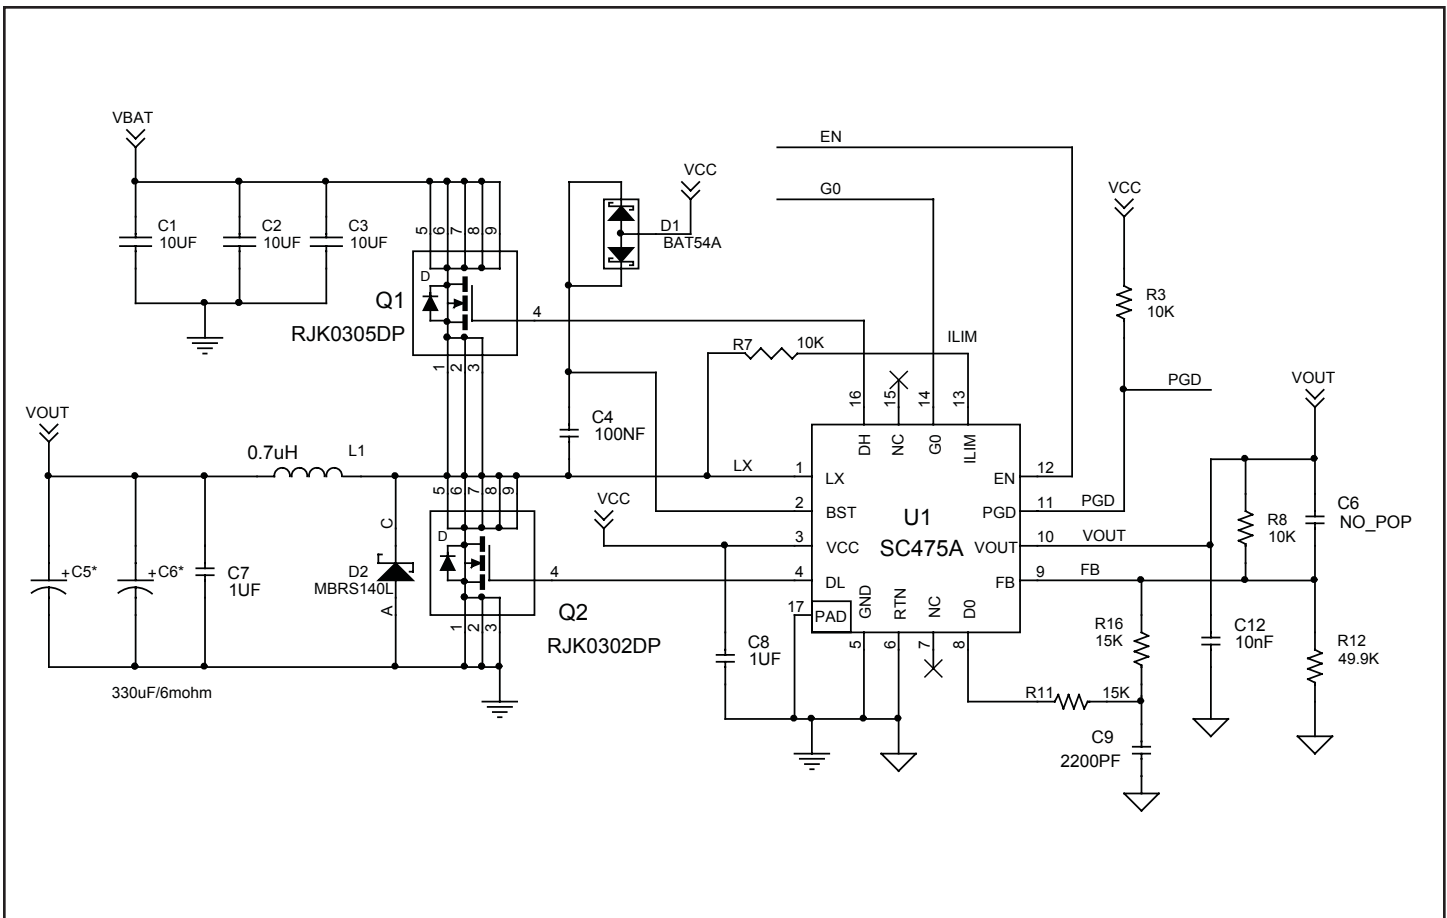 VBAT
C1
10UF
C2
10UF
C3
10UF
5
6
7
8
9
D
Q1
RJK0305DP
4
1
2
3
VCC
D1
BAT54A
EN
G0
VCC
R3
10K
PGD
R7
10K
ILIM
C4
100NF
LX
VCC
16
15
14
13
DH
NC
G0
ILIM
1
LX
2
BST
3
VCC
4
DL
17
PAD
U1
SC475A
EN
12
PGD
11
PGD
VOUT
10
VOUT
FB
9
FB
GND
RTN
NC
D0
5
6
7
8
VOUT
0.7uH
L1
+C5*
+C6*
C7
1UF
330uF/6mohm
C
D2
MBRS140L
A
5
6
7
8
9
D
4
Q2
RJK0302DP
1
2
3
C8
1UF
VOUT
R8
10K
C6
NO_POP
R16
15K
C12
10nF
R12
49.9K
R11
15K
C9
2200PF